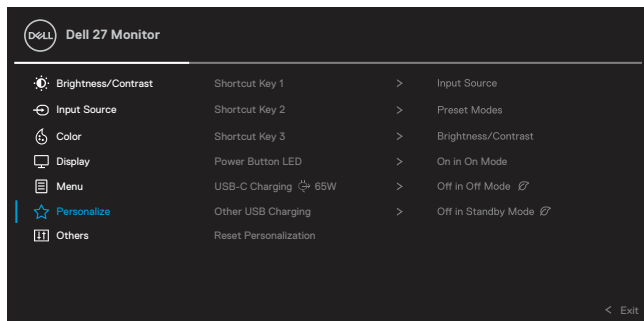 DELL Dell 27 Monitor
Brightness/Contrast Shortcut Key 1 > Input Source
Input Source Shortcut Key 2 > Preset Modes
Color Shortcut Key 3 > Brightness/Contrast
Display Power Button LED > On in On Mode
Menu USB-C Charging 65W > Off in Off Mode
Personalize Other USB Charging > Off in Standby Mode
Others Reset Personalization
< Exit